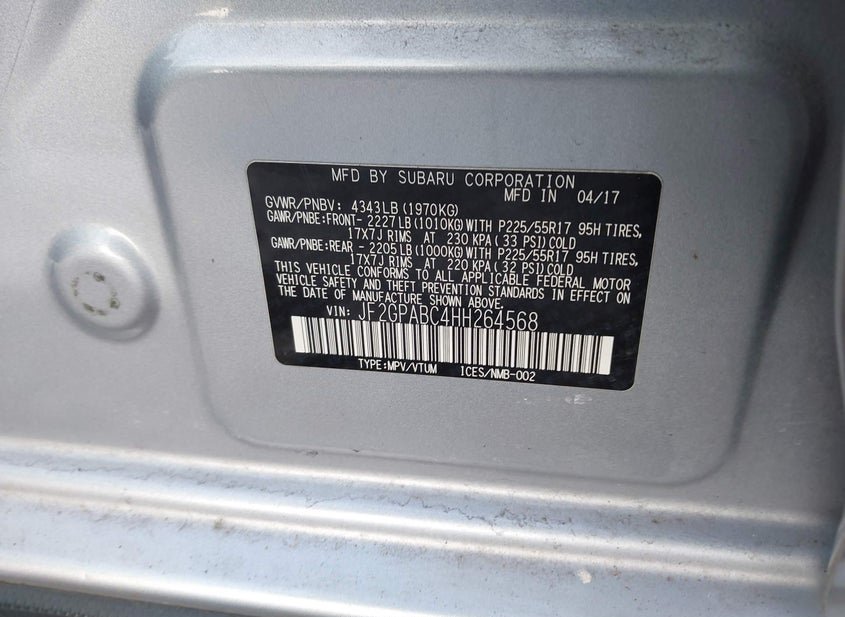 MFD BY SUBARU CORPORATION
MFD IN 04/17
GVWR/PNBV: 4343LB (1970KG)
GAWR/PNBE:FRONT- 2227LB (1010KG) WITH P225/55R17 95H TIRES,
17X7J RIMS AT 230 KPA (33 PSI) COLD
GAWR/PNBE:REAR - 2205LB (1000KG) WITH P225/55R17 95H TIRES,
17X7J RIMS AT 220 KPA (32 PSI) COLD
THIS VEHICLE CONFORMS TO ALL APPLICABLE FEDERAL MOTOR
VEHICLE SAFETY AND THEFT PREVENTION STANDARDS IN EFFECT ON
THE DATE OF MANUFACTURE SHOWN ABOVE.
VIN: JF2GPABC4HH264568
TYPE:MPV/VTUM ICES/NMB-002